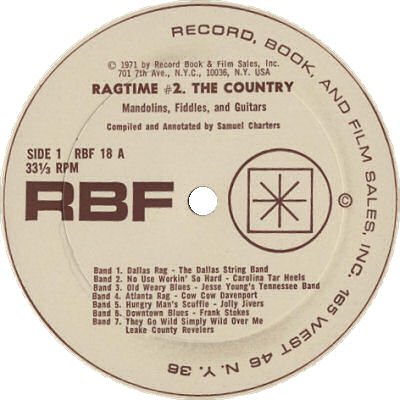 RECORD, BOOK, AND FILM SALES, INC. 165 WEST 46 N.Y. 36
© 1971 by Record Book & Film Sales, Inc.
701 7th Ave., N.Y.C., 10036, N.Y. USA
RAGTIME #2. THE COUNTRY
Mandolins, Fiddles, and Guitars
Compiled and Annotated by Samuel Charters
SIDE 1 RBF 18 A
33⅓ RPM
RBF
©
Band 1. Dallas Rag - The Dallas String Band
Band 2. No Use Workin' So Hard - Carolina Tar Heels
Band 3. Old Weary Blues - Jesse Young's Tennessee Band
Band 4. Atlanta Rag - Cow Cow Davenport
Band 5. Hungry Man's Scuffle - Jolly Jivers
Band 6. Downtown Blues - Frank Stokes
Band 7. They Go Wild Simply Wild Over Me
Leake County Revelers